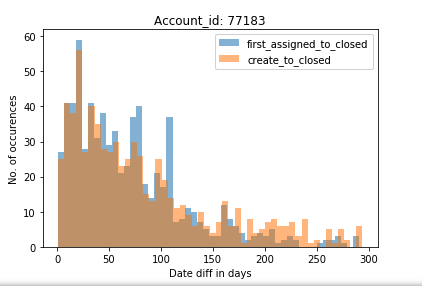 Account_id: 77183
first_assigned_to_closed
create_to_closed
No. of occurences
60
50
40
30
20
10
0
0 50 100 150 200 250 300
Date diff in days